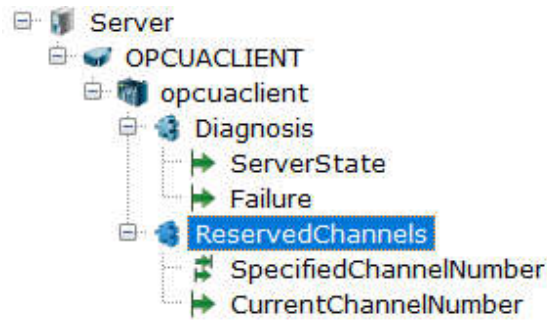 Server
OPCUACLIENT
opcuaclient
Diagnosis
ServerState
Failure
ReservedChannels
SpecifiedChannelNumber
CurrentChannelNumber